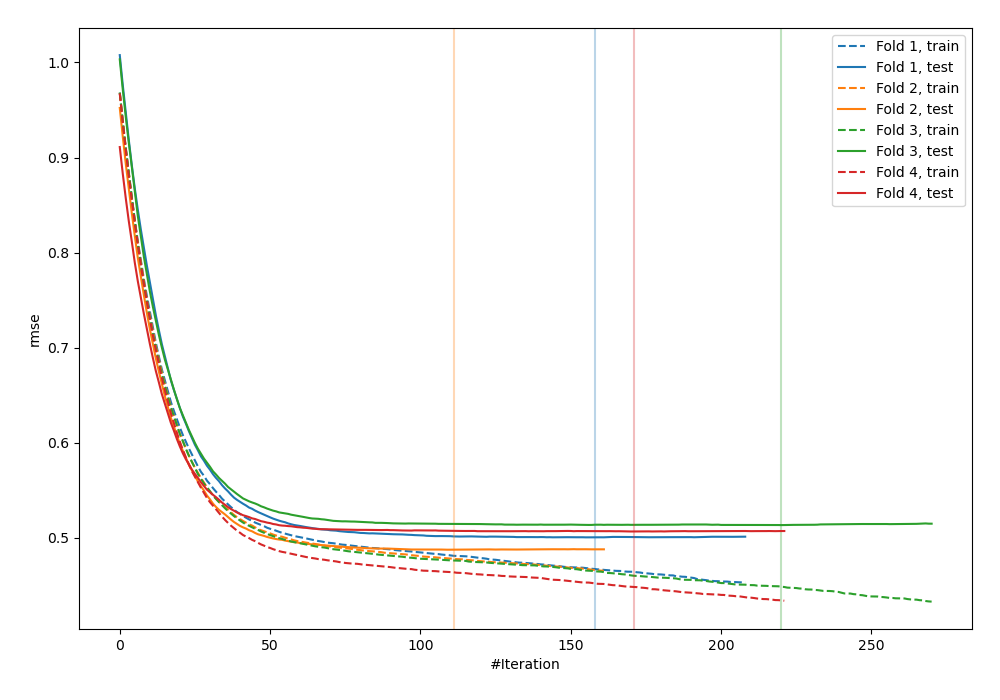 1.0
0.9
0.8
0.7
0.6
0.5
rmse
0
50
100
150
200
250
#Iteration
Fold 1, train
Fold 1, test
Fold 2, train
Fold 2, test
Fold 3, train
Fold 3, test
Fold 4, train
Fold 4, test